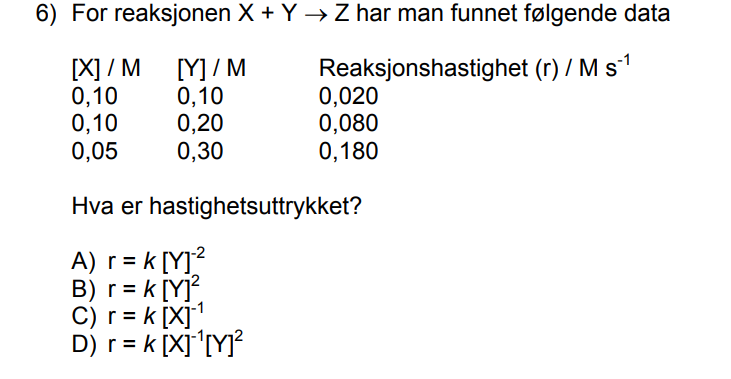 6) For reaksjonen X + Y → Z har man funnet følgende data
[X] / M [Y] / M Reaksjonshastighet (r) / M s⁻¹
0,10 0,10 0,020
0,10 0,20 0,080
0,05 0,30 0,180
Hva er hastighetsuttrykket?
A) r = k [Y]⁻²
B) r = k [Y]²
C) r = k [X]⁻¹
D) r = k [X]⁻¹[Y]²